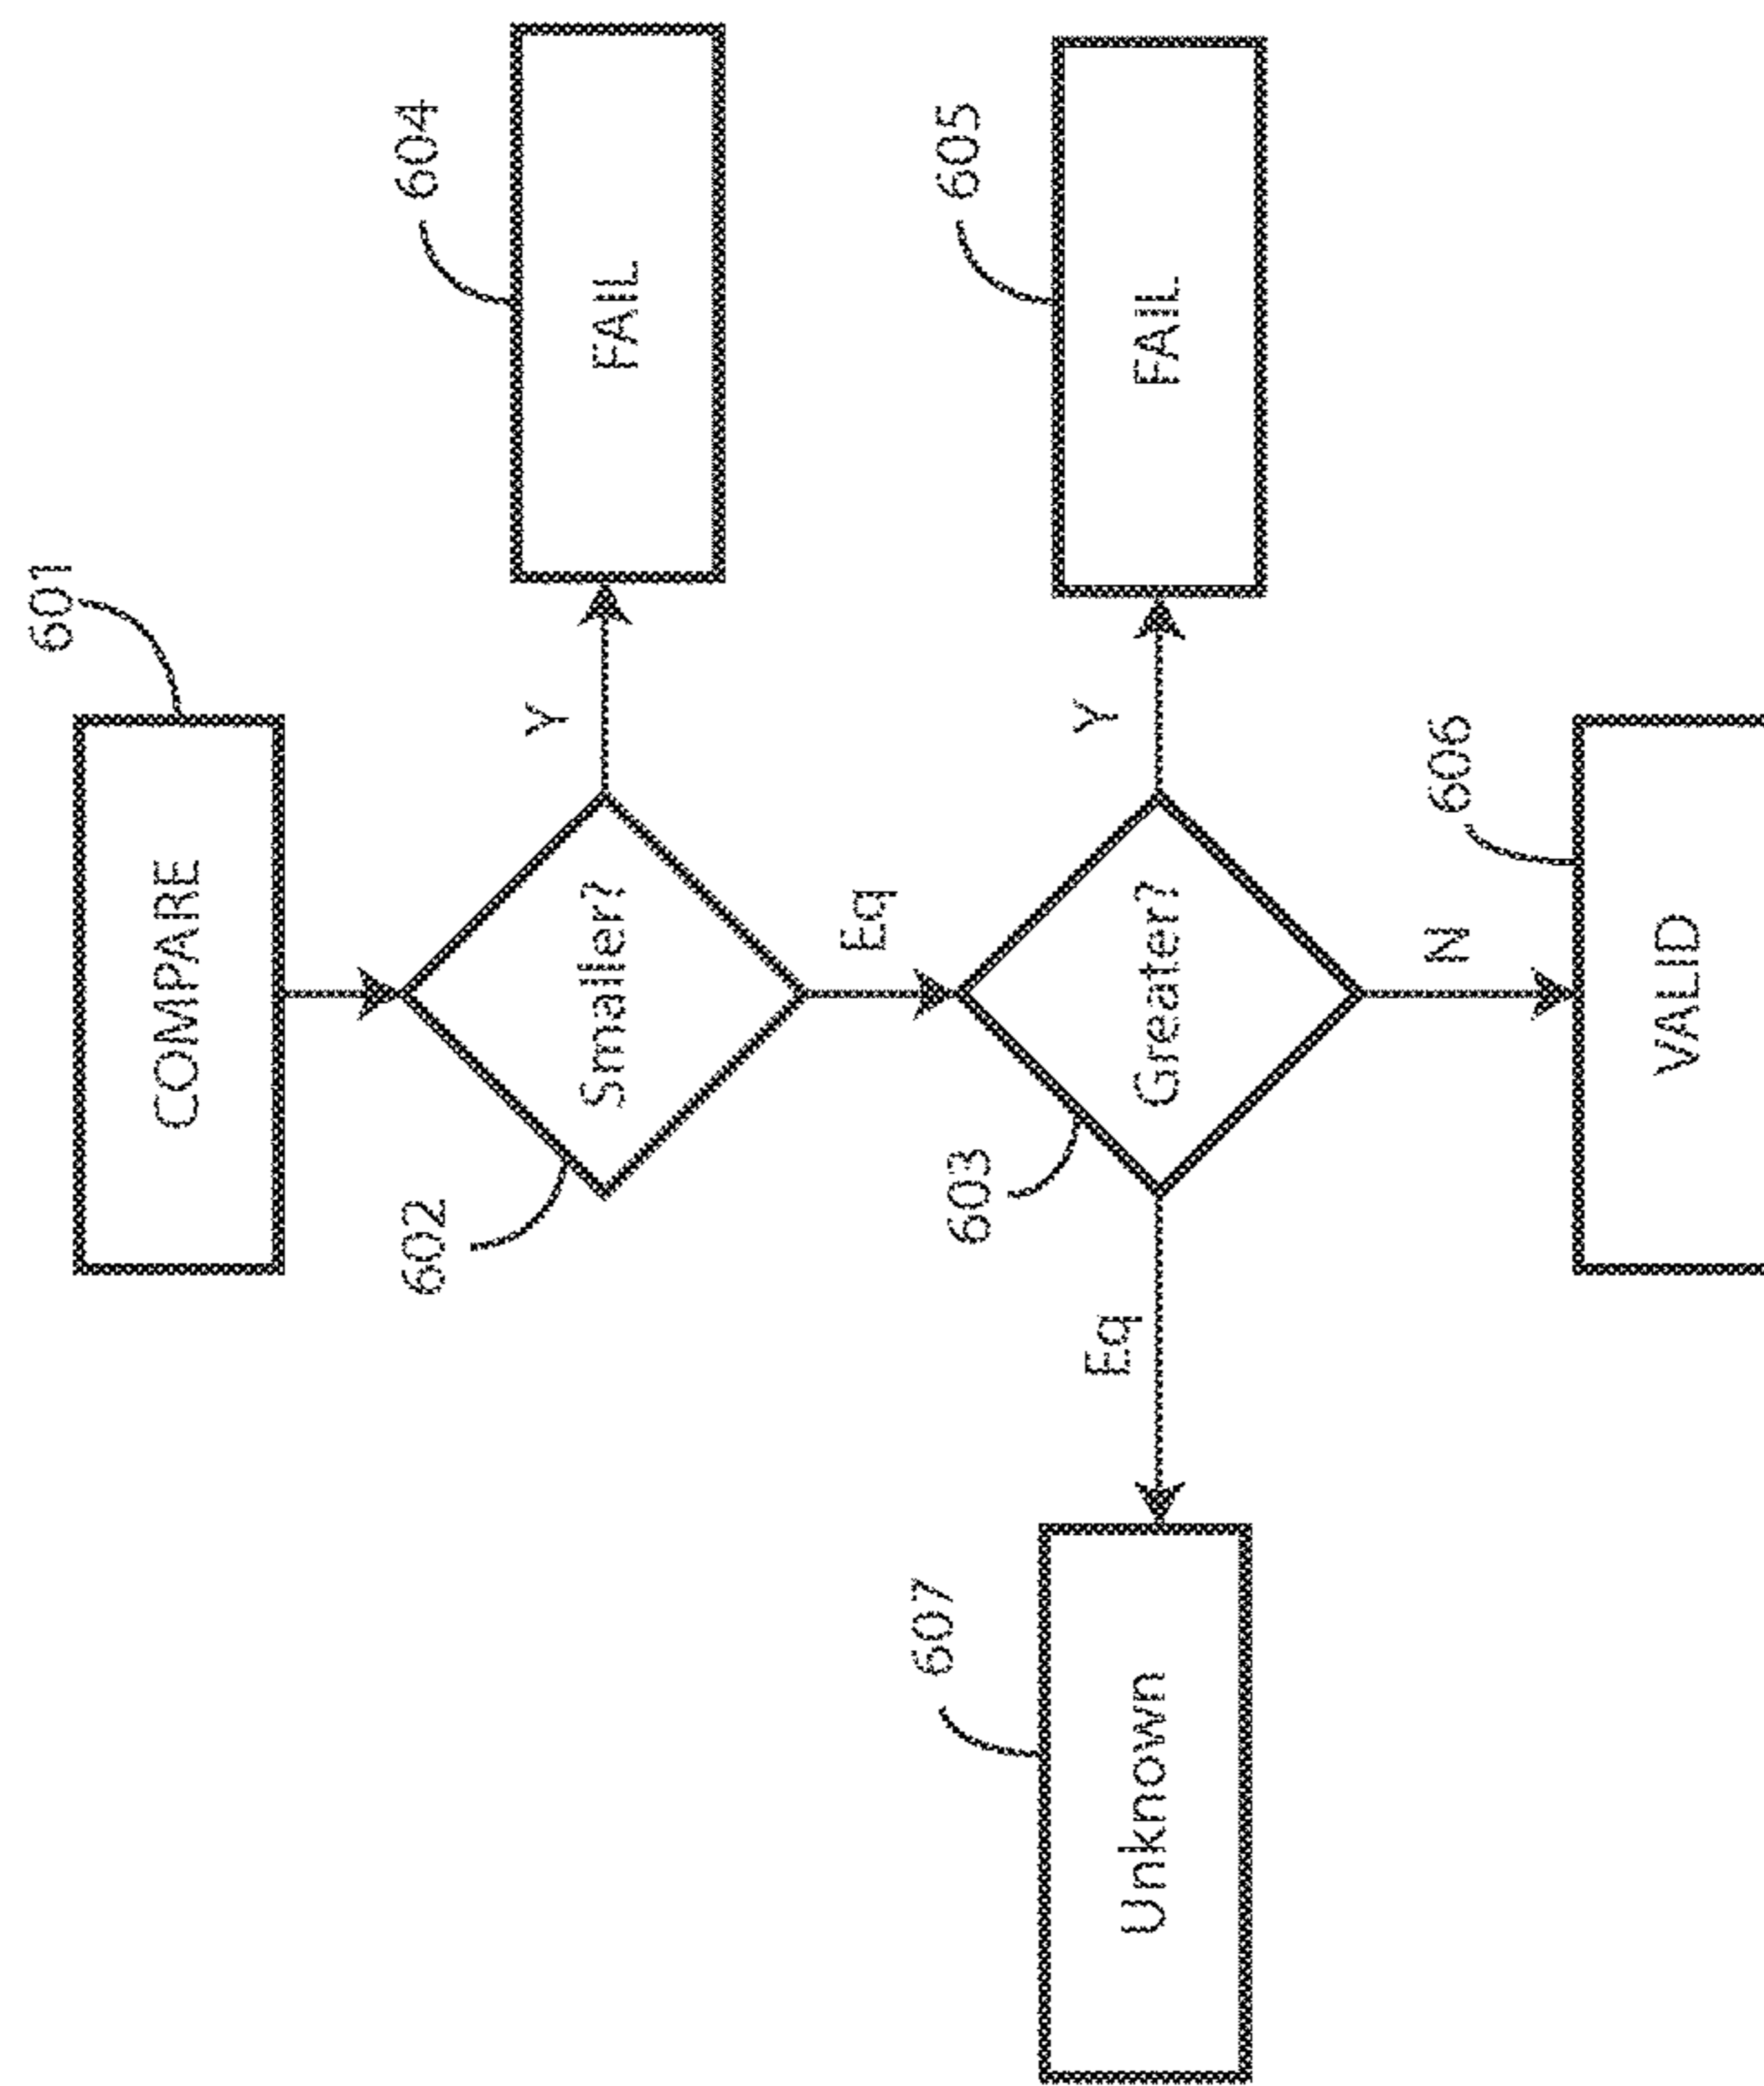 601
COMPARE
604
602
Smaller?
Y
FAIL
Eq
605
603
Greater?
Y
FAIL
Eq
607
Unknown
N
606
VALID